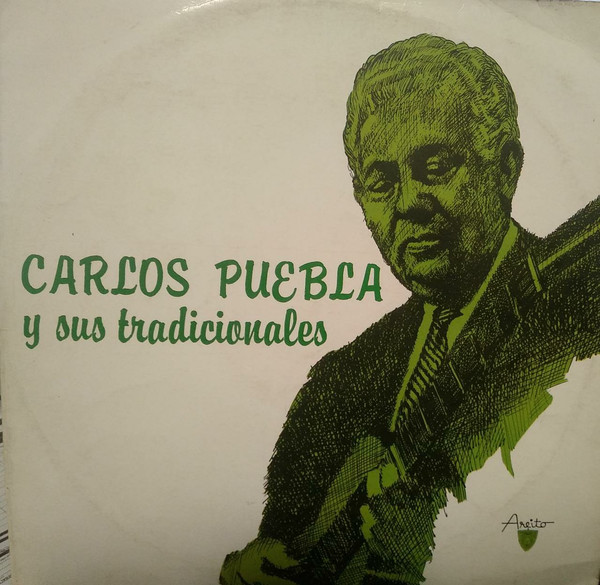 CARLOS PUEBLA
y sus tradicionales
Areito